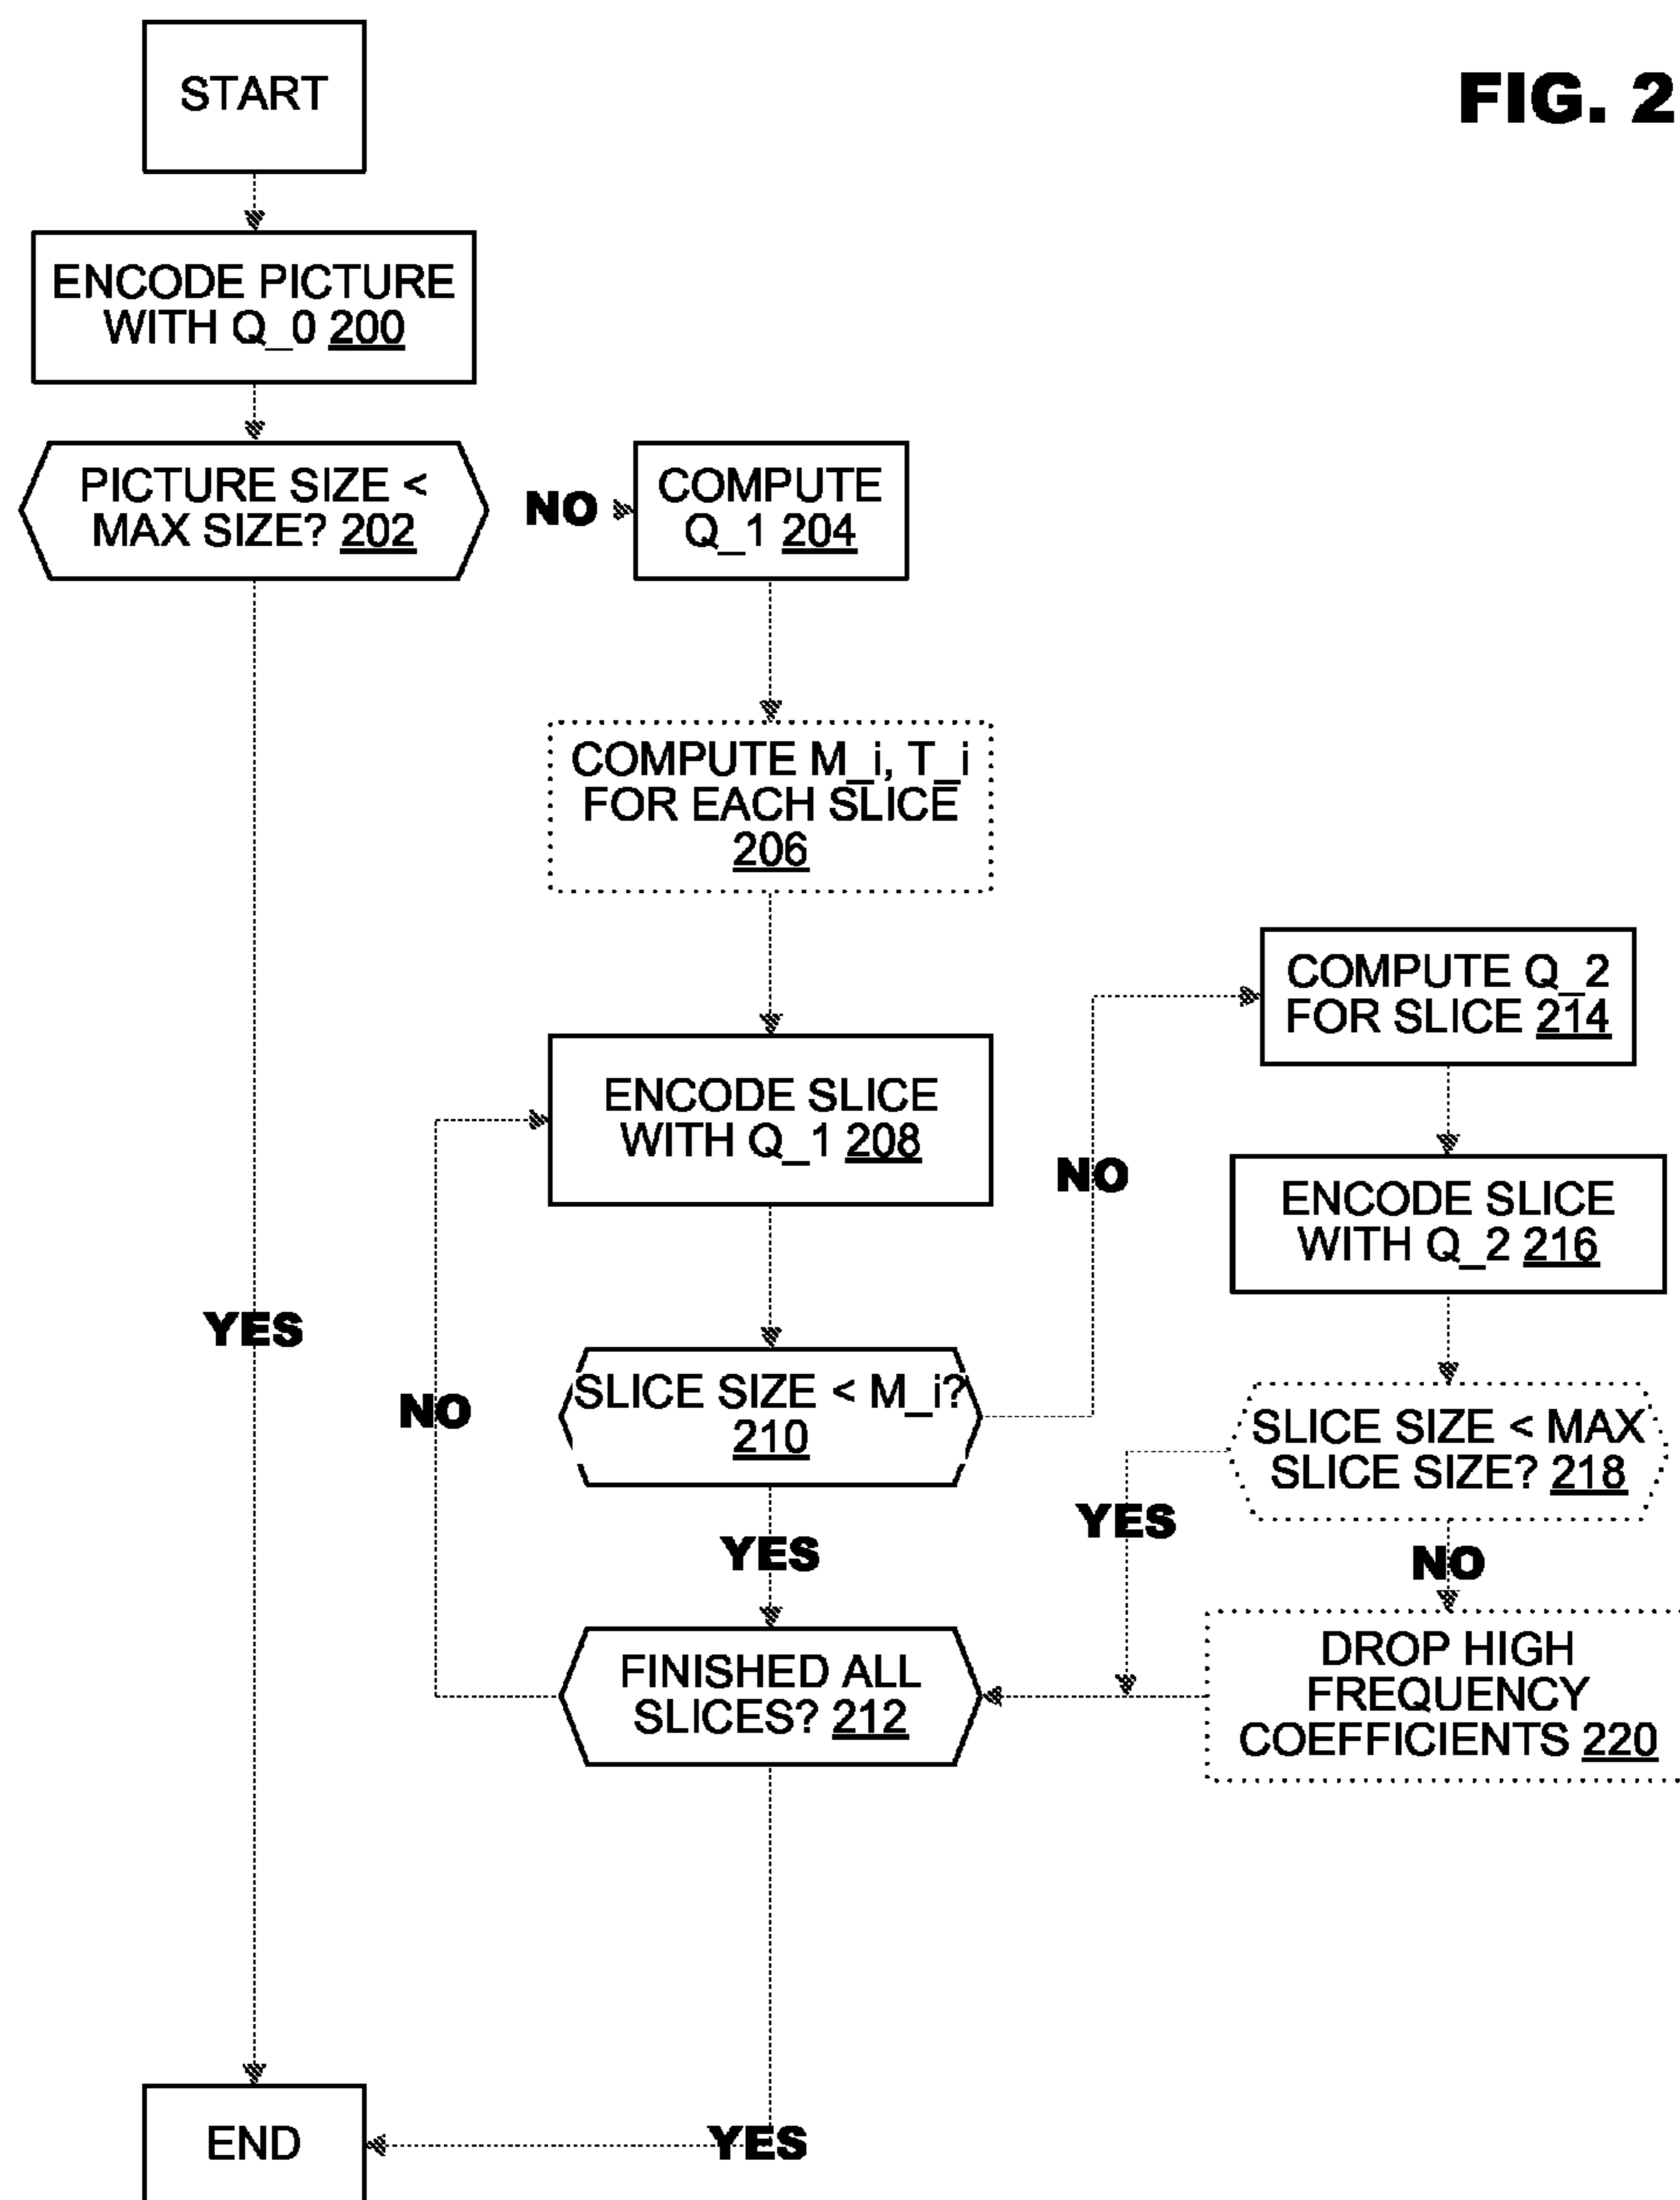 FIG. 2
START
ENCODE PICTURE
WITH Q_0 200
PICTURE SIZE <
MAX SIZE? 202
NO
COMPUTE
Q_1 204
COMPUTE M_i, T_i
FOR EACH SLICE
206
ENCODE SLICE
WITH Q_1 208
SLICE SIZE < M_i?
210
NO
COMPUTE Q_2
FOR SLICE 214
ENCODE SLICE
WITH Q_2 216
SLICE SIZE < MAX
SLICE SIZE? 218
YES
NO
DROP HIGH
FREQUENCY
COEFFICIENTS 220
YES
FINISHED ALL
SLICES? 212
NO
YES
YES
END